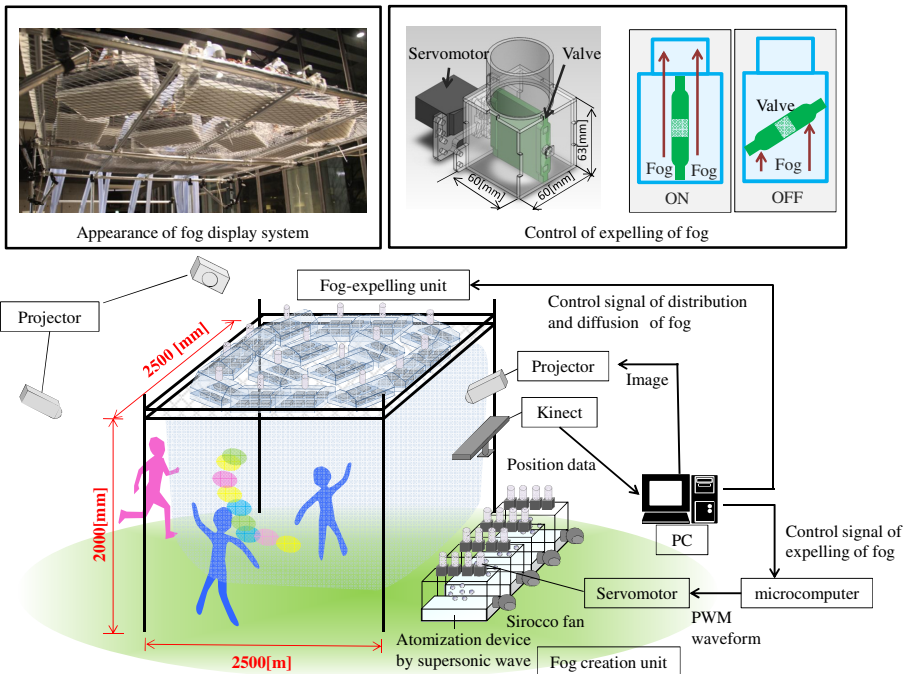 Appearance of fog display system
Servomotor
Valve
63[mm]
60[mm]
60[mm]
Fog
Fog
ON
Valve
Fog
OFF
Control of expelling of fog
Projector
Fog-expelling unit
Control signal of distribution
and diffusion of fog
2500 [mm]
Projector
Image
Kinect
Position data
PC
Control signal of
expelling of fog
2000[mm]
Servomotor
microcomputer
PWM
waveform
Sirocco fan
Atomization device
by supersonic wave
Fog creation unit
2500[m]